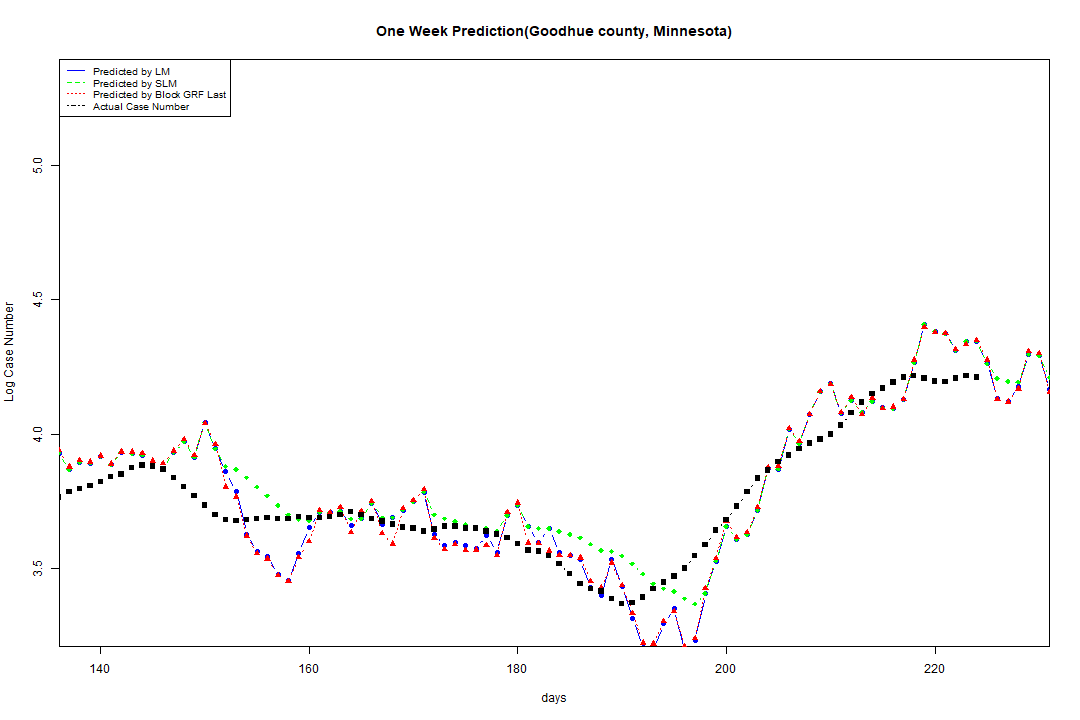 One Week Prediction(Goodhue county, Minnesota)
Predicted by LM
Predicted by SLM
Predicted by Block GRF Last
Actual Case Number
5.0
4.5
4.0
3.5
Log Case Number
140 160 180 200 220
days